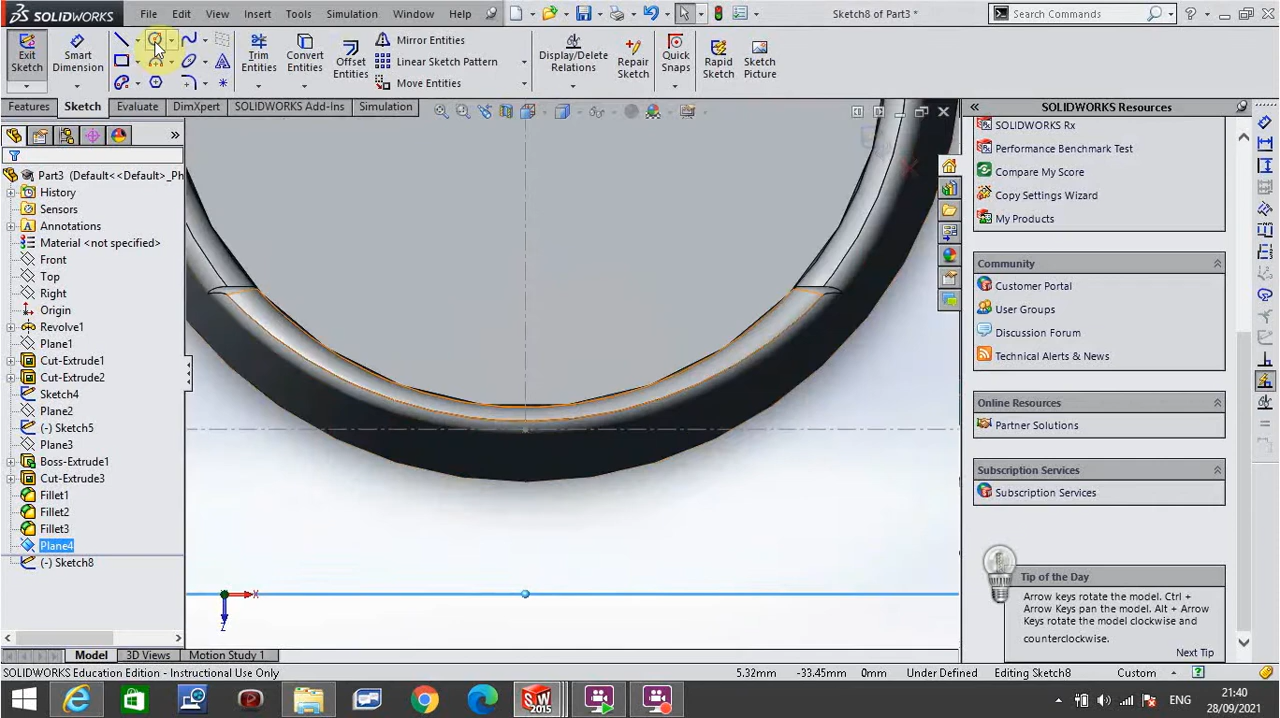 SOLIDWORKS File Edit View Insert Tools Simulation Window Help Sketch8 of Part3 * Search Commands
Exit Sketch Smart Dimension Trim Entities Convert Entities Offset Entities Mirror Entities Linear Sketch Pattern Move Entities Display/Delete Relations Repair Sketch Quick Snaps Rapid Sketch Sketch Picture
Features Sketch Evaluate DimXpert SOLIDWORKS Add-Ins Simulation SOLIDWORKS Resources
SOLIDWORKS Rx
Performance Benchmark Test
Compare My Score
Copy Settings Wizard
My Products
Community
Customer Portal
User Groups
Discussion Forum
Technical Alerts & News
Online Resources
Partner Solutions
Subscription Services
Subscription Services
Tip of the Day
Arrow keys rotate the model. Ctrl +
Arrow Keys pan the model. Alt + Arrow
Keys rotate the model clockwise and
counterclockwise.
Next Tip
Part3 (Default<<Default>_Ph
History
Sensors
Annotations
Material <not specified>
Front
Top
Right
Origin
Revolve1
Plane1
Cut-Extrude1
Cut-Extrude2
Sketch4
Plane2
(-) Sketch5
Plane3
Boss-Extrude1
Cut-Extrude3
Fillet1
Fillet2
Fillet3
Plane4
(-) Sketch8
X
Z
Model 3D Views Motion Study 1
SOLIDWORKS Education Edition - Instructional Use Only 5.32mm -33.45mm 0mm Under Defined Editing Sketch8 Custom
SW 2015 ENG 21:40
28/09/2021